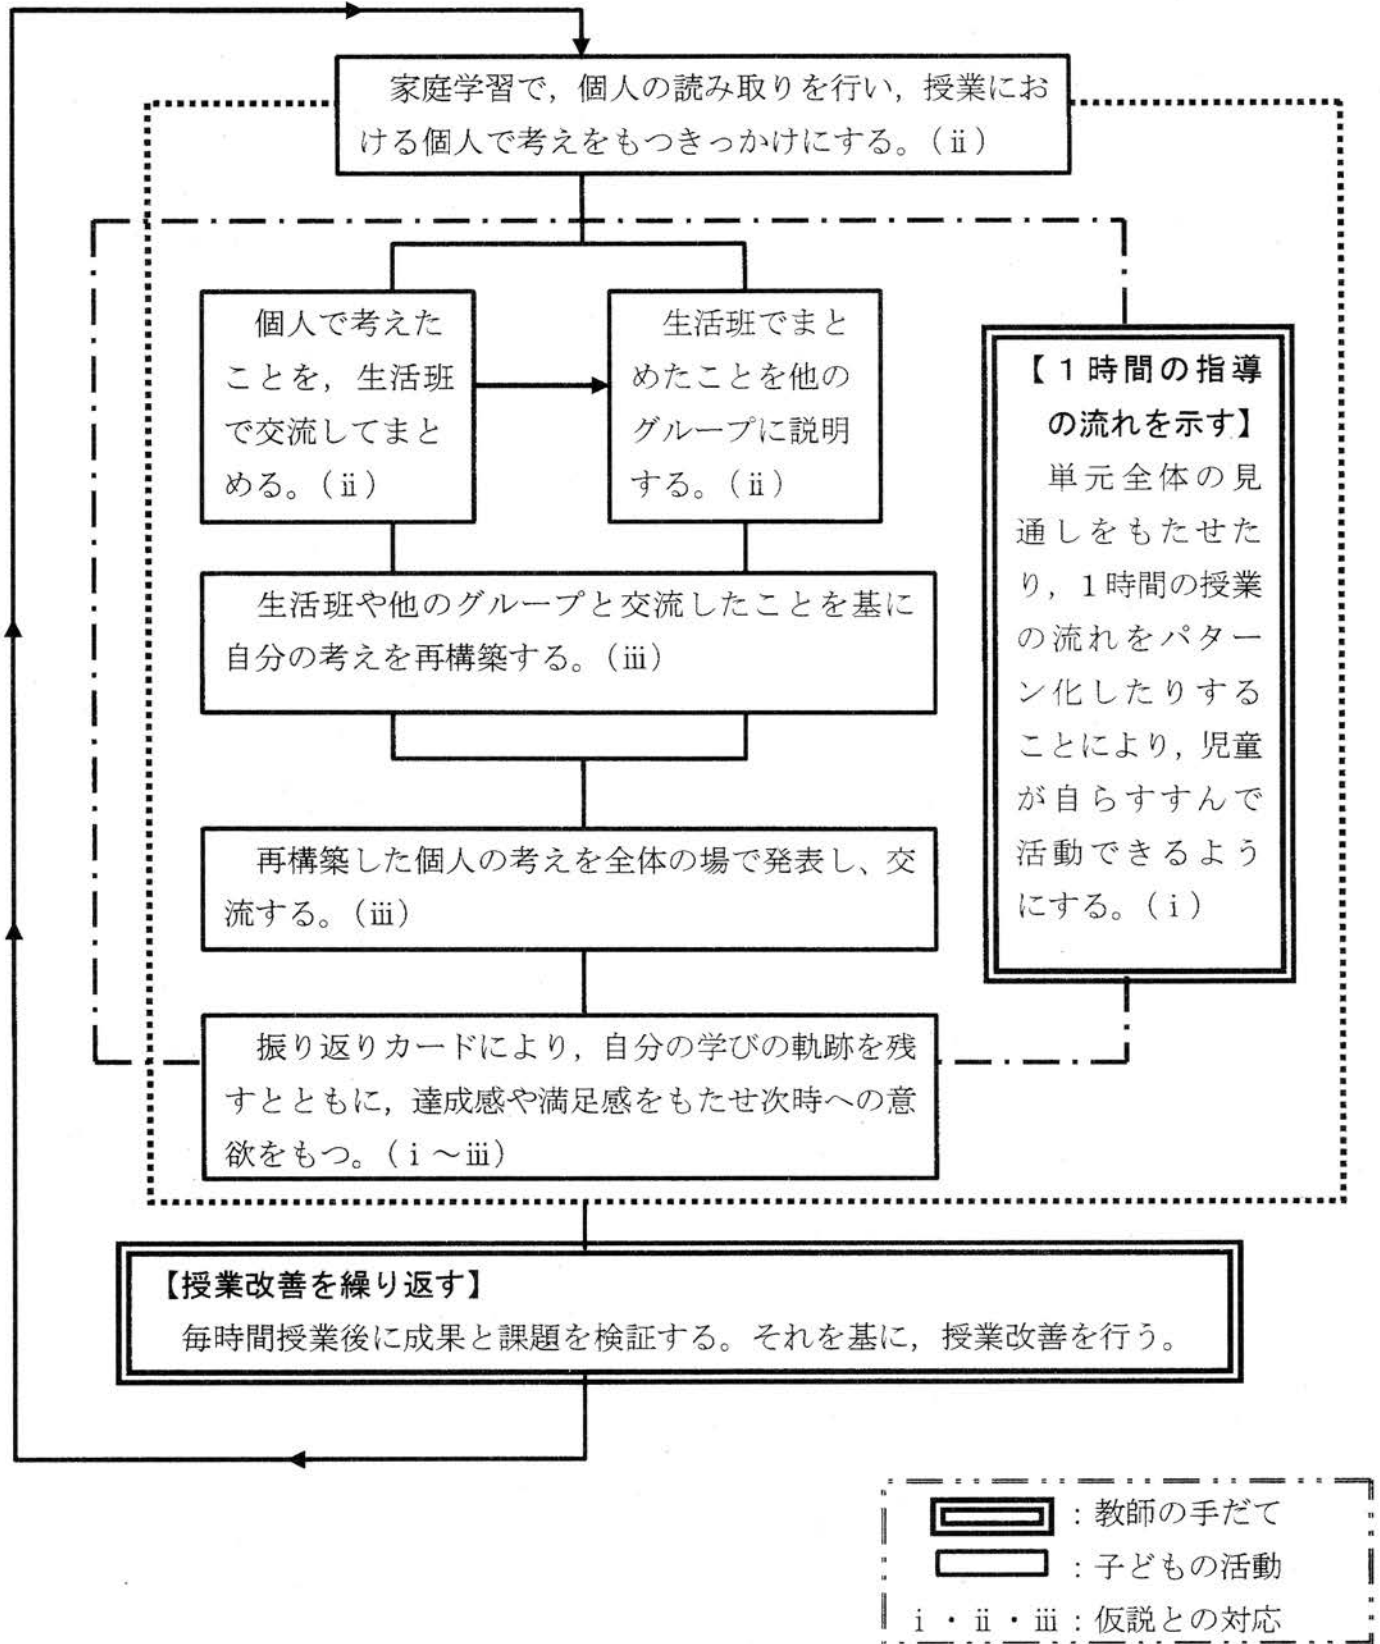 家庭学習で，個人の読み取りを行い，授業にお
ける個人で考えをもつきっかけにする。（ⅱ）
個人で考えた
ことを，生活班
で交流してまと
める。（ⅱ）
生活班でまと
めたことを他の
グループに説明
する。（ⅱ）
【１時間の指導
の流れを示す】
単元全体の見
通しをもたせた
り，１時間の授業
の流れをパター
ン化したりする
ことにより，児童
が自らすすんで
活動できるよう
にする。（ⅰ）
生活班や他のグループと交流したことを基に
自分の考えを再構築する。（ⅲ）
再構築した個人の考えを全体の場で発表し、交
流する。（ⅲ）
振り返りカードにより，自分の学びの軌跡を残
すとともに，達成感や満足感をもたせ次時への意
欲をもつ。（ⅰ～ⅲ）
【授業改善を繰り返す】
毎時間授業後に成果と課題を検証する。それを基に，授業改善を行う。
：教師の手だて
：子どもの活動
ⅰ・ⅱ・ⅲ：仮説との対応